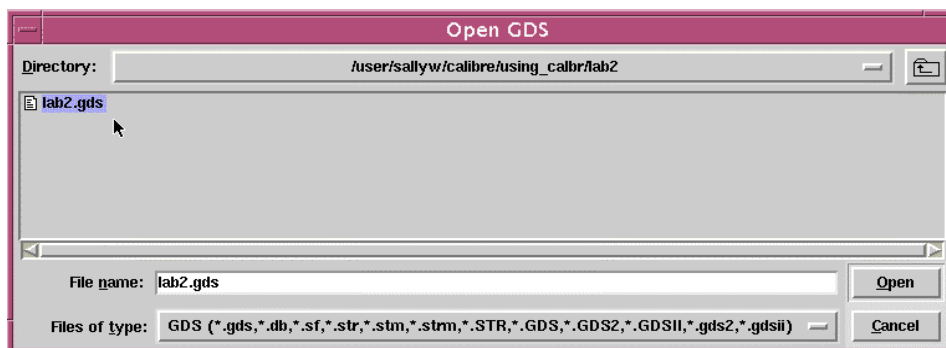 Open GDS
Directory: /user/sallyw/calibre/using_calbr/lab2
lab2.gds
File name: lab2.gds Open
Files of type: GDS (*.gds,*.db,*.sf,*.str,*.stm,*.strm,*.STR,*.GDS,*.GDS2,*.GDSII,*.gds2,*.gdsii) Cancel